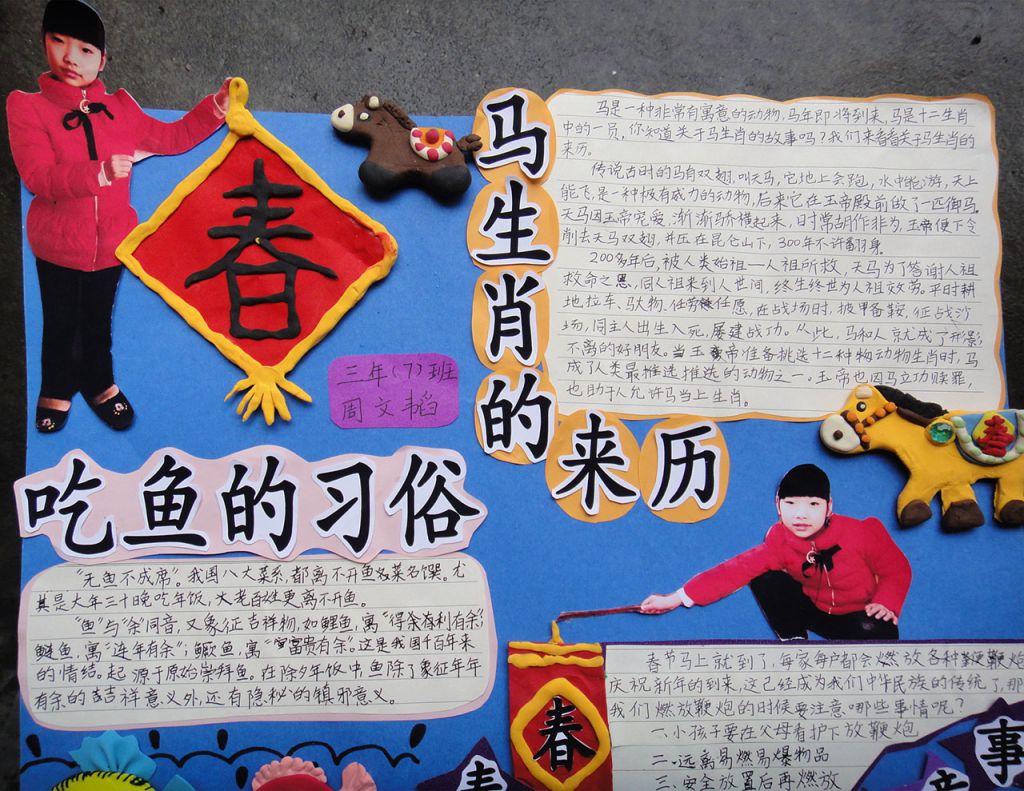 春
三年(7)班
周文韬
马生肖的来历
马是一种非常有寓意的动物,马年即将到来,马是十二生肖
中的一员,你知道关于马生肖的故事吗?我们来看看关于马生肖的
来历。
传说古时的马有双翅,叫天马,它地上会跑,水中能游,天上
能飞,是一种极有威力的动物,后来它在玉帝殿前做了一匹御马。
天马因玉帝宠爱,渐渐骄横起来,时常胡作非为,玉帝便下令
削去天马双翅,并压在昆仑山下,300年不许翻身。
200多年后,被人类始祖—人祖所救,天马为了答谢人祖
救命之恩,同人祖来到人世间,终生终世为人祖效劳。平时耕
地、拉车、驮物、任劳任愿,在战场时,披甲备鞍,征战沙
场,同主人出生入死,屡建战功。从此,马和人就成了形影
不离的好朋友。当玉帝准备挑选十二种动物生肖时,马
成了人类最推选推选的动物之一。玉帝也因马立功赎罪,
也助于人允许马当上生肖。
吃鱼的习俗
“无鱼不成席”。我国八大菜系,都离不开鱼名菜名馔。尤
其是大年三十晚吃年饭,大老百姓更离不开鱼。
“鱼”与“余”同音,又象征吉祥物,如鲤鱼,寓“得余存利有余”;
鲢鱼,寓“连年有余”;鳜鱼,寓“富贵有余”。这是我国千百年来
的情结。起源于原始崇拜鱼。在除夕年饭中鱼除了象征年年
有余的吉祥意义外,还有隐秘的镇邪意义。
春
春节马上就到了,每家每户都会燃放各种鞭炮
庆祝新年的到来,这已经成为我们中华民族的传统了,那
我们燃放鞭炮的时候要注意哪些事情呢?
一、小孩子要在父母看护下放鞭炮
二、远离易燃易爆物品
三、安全放置后再燃放
事